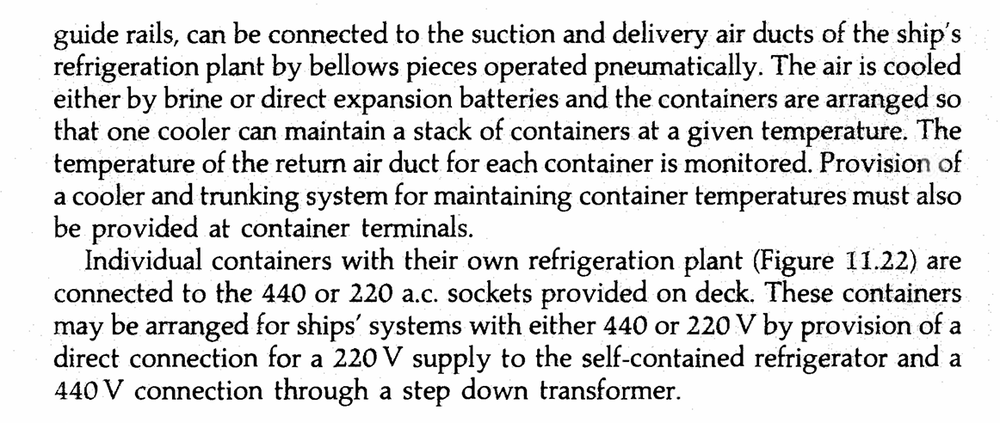 guide rails, can be connected to the suction and delivery air ducts of the ship's
refrigeration plant by bellows pieces operated pneumatically. The air is cooled
either by brine or direct expansion batteries and the containers are arranged so
that one cooler can maintain a stack of containers at a given temperature. The
temperature of the return air duct for each container is monitored. Provision of
a cooler and trunking system for maintaining container temperatures must also
be provided at container terminals.
Individual containers with their own refrigeration plant (Figure 11.22) are
connected to the 440 or 220 a.c. sockets provided on deck. These containers
may be arranged for ships' systems with either 440 or 220 V by provision of a
direct connection for a 220 V supply to the self-contained refrigerator and a
440 V connection through a step down transformer.